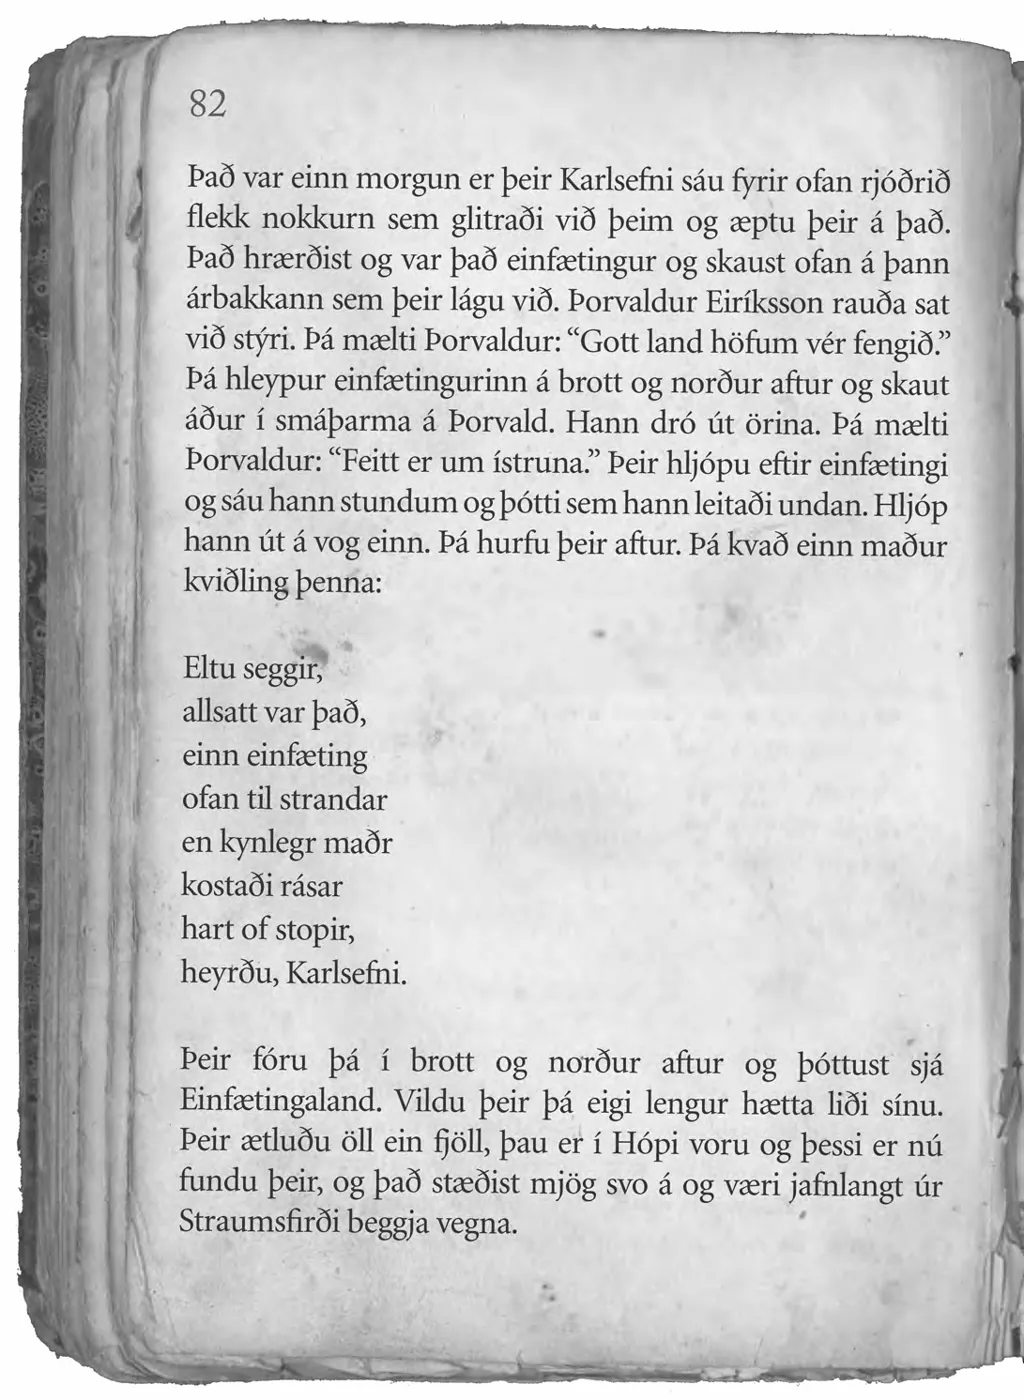 82
Það var einn morgun er þeir Karlsefni sáu fyrir ofan rjóðrið
flekk nokkurn sem glitraði við þeim og æptu þeir á það.
Það hrærðist og var það einfætingur og skaust ofan á þann
árbakkann sem þeir lágu við. Þorvaldur Eiríksson rauða sat
við stýri. Þá mælti Þorvaldur: “Gott land höfum vér fengið.”
Þá hleypur einfætingurinn á brott og norður aftur og skaut
áður í smáþarma á Þorvald. Hann dró út örina. Þá mælti
Þorvaldur: “Feitt er um ístruna.” Þeir hljópu eftir einfætingi
og sáu hann stundum og þótti sem hann leitaði undan. Hljóp
hann út á vog einn. Þá hurfu þeir aftur. Þá kvað einn maður
kviðling þenna:
Eltu seggir,
allsatt var það,
einn einfæting
ofan til strandar
en kynlegr maðr
kostaði rásar
hart of stopir,
heyrðu, Karlsefni.
Þeir fóru þá í brott og norður aftur og þóttust sjá
Einfætingaland. Vildu þeir þá eigi lengur hætta liði sínu.
Þeir ætluðu öll ein fjöll, þau er í Hópi voru og þessi er nú
fundu þeir, og það stæðist mjög svo á og væri jafnlangt úr
Straumsfirði beggja vegna.